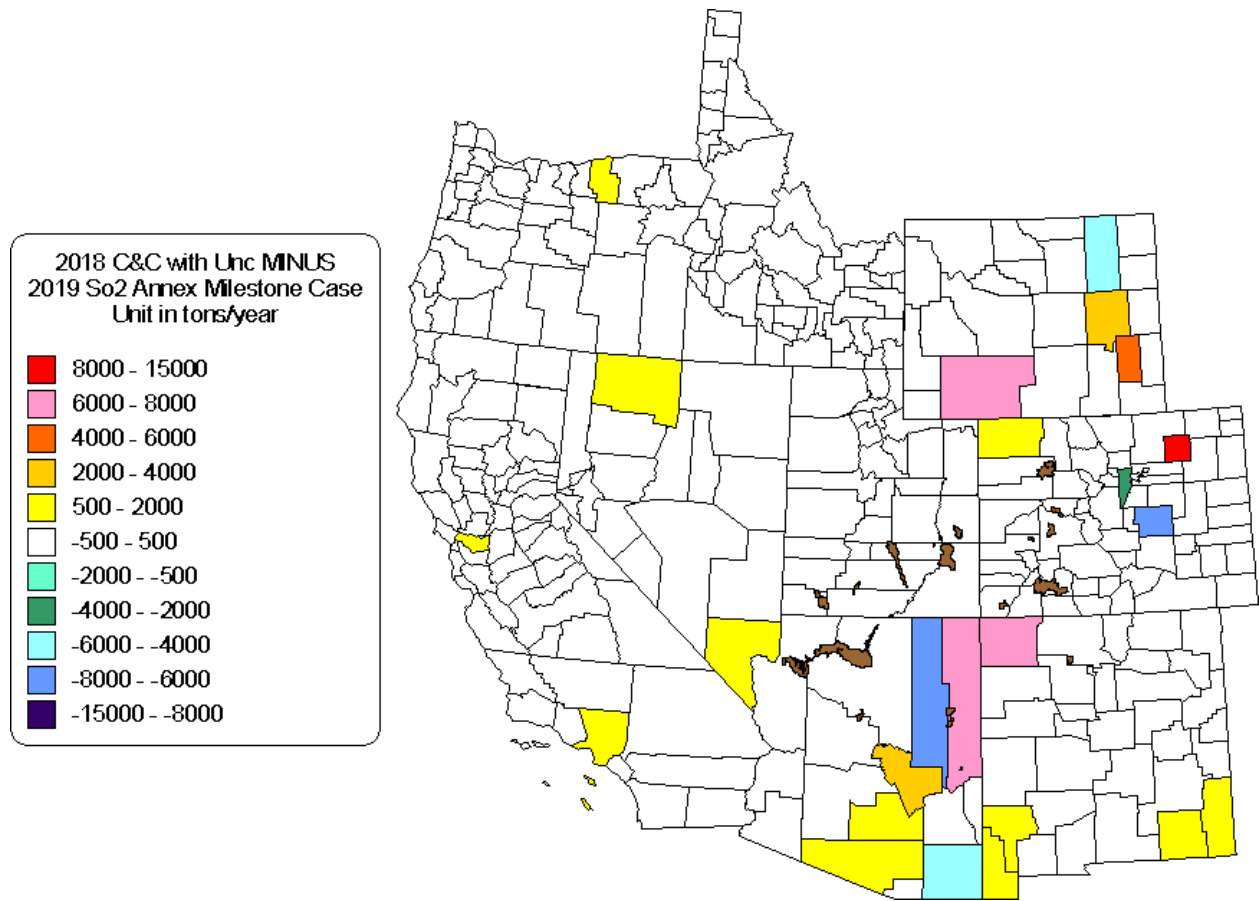 2018 C&C with Unc MINUS
2019 So2 Annex Milestone Case
Unit in tons/year
8000 - 15000
6000 - 8000
4000 - 6000
2000 - 4000
500 - 2000
-500 - 500
-2000 - -500
-4000 - -2000
-6000 - -4000
-8000 - -6000
-15000 - -8000